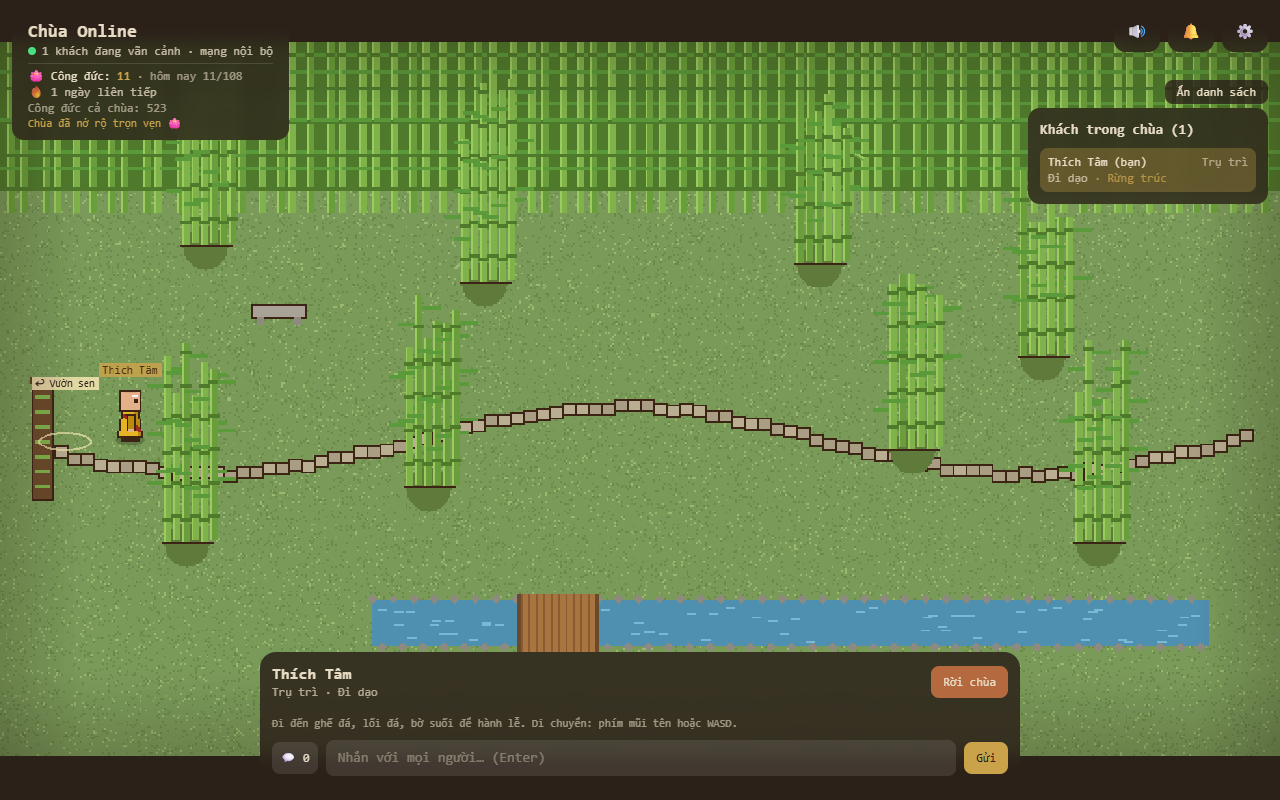 Chùa Online
1 khách đang vãn cảnh · mạng nội bộ
Công đức: 11 · hôm nay 11/108
1 ngày liên tiếp
Công đức cả chùa: 523
Chùa đã nở rộ trọn vẹn
Ẩn danh sách
Khách trong chùa (1)
Thích Tâm (bạn) Trụ trì
Đi dạo · Rừng trúc
Thích Tâm
↩ Vườn sen
Thích Tâm
Trụ trì · Đi dạo
Rời chùa
Đi đến ghế đá, lối đá, bờ suối để hành lễ. Di chuyển: phím mũi tên hoặc WASD.
0
Nhắn với mọi người… (Enter)
Gửi